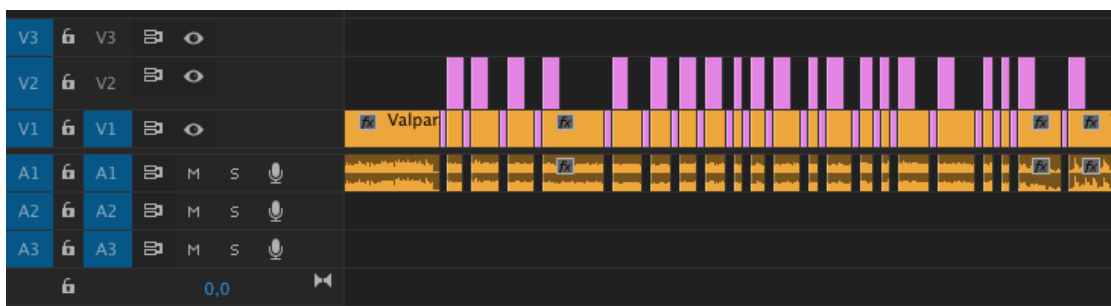 V3 V3
V2 V2
V1 V1 fx Valpar fx fx fx
A1 A1 M S fx fx fx
A2 A2 M S
A3 A3 M S
0,0